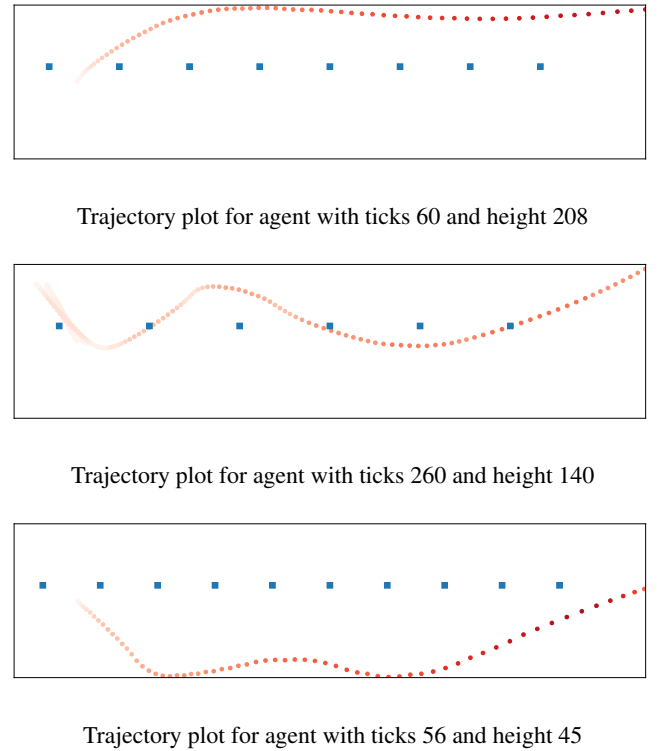 Trajectory plot for agent with ticks 60 and height 208
Trajectory plot for agent with ticks 260 and height 140
Trajectory plot for agent with ticks 56 and height 45